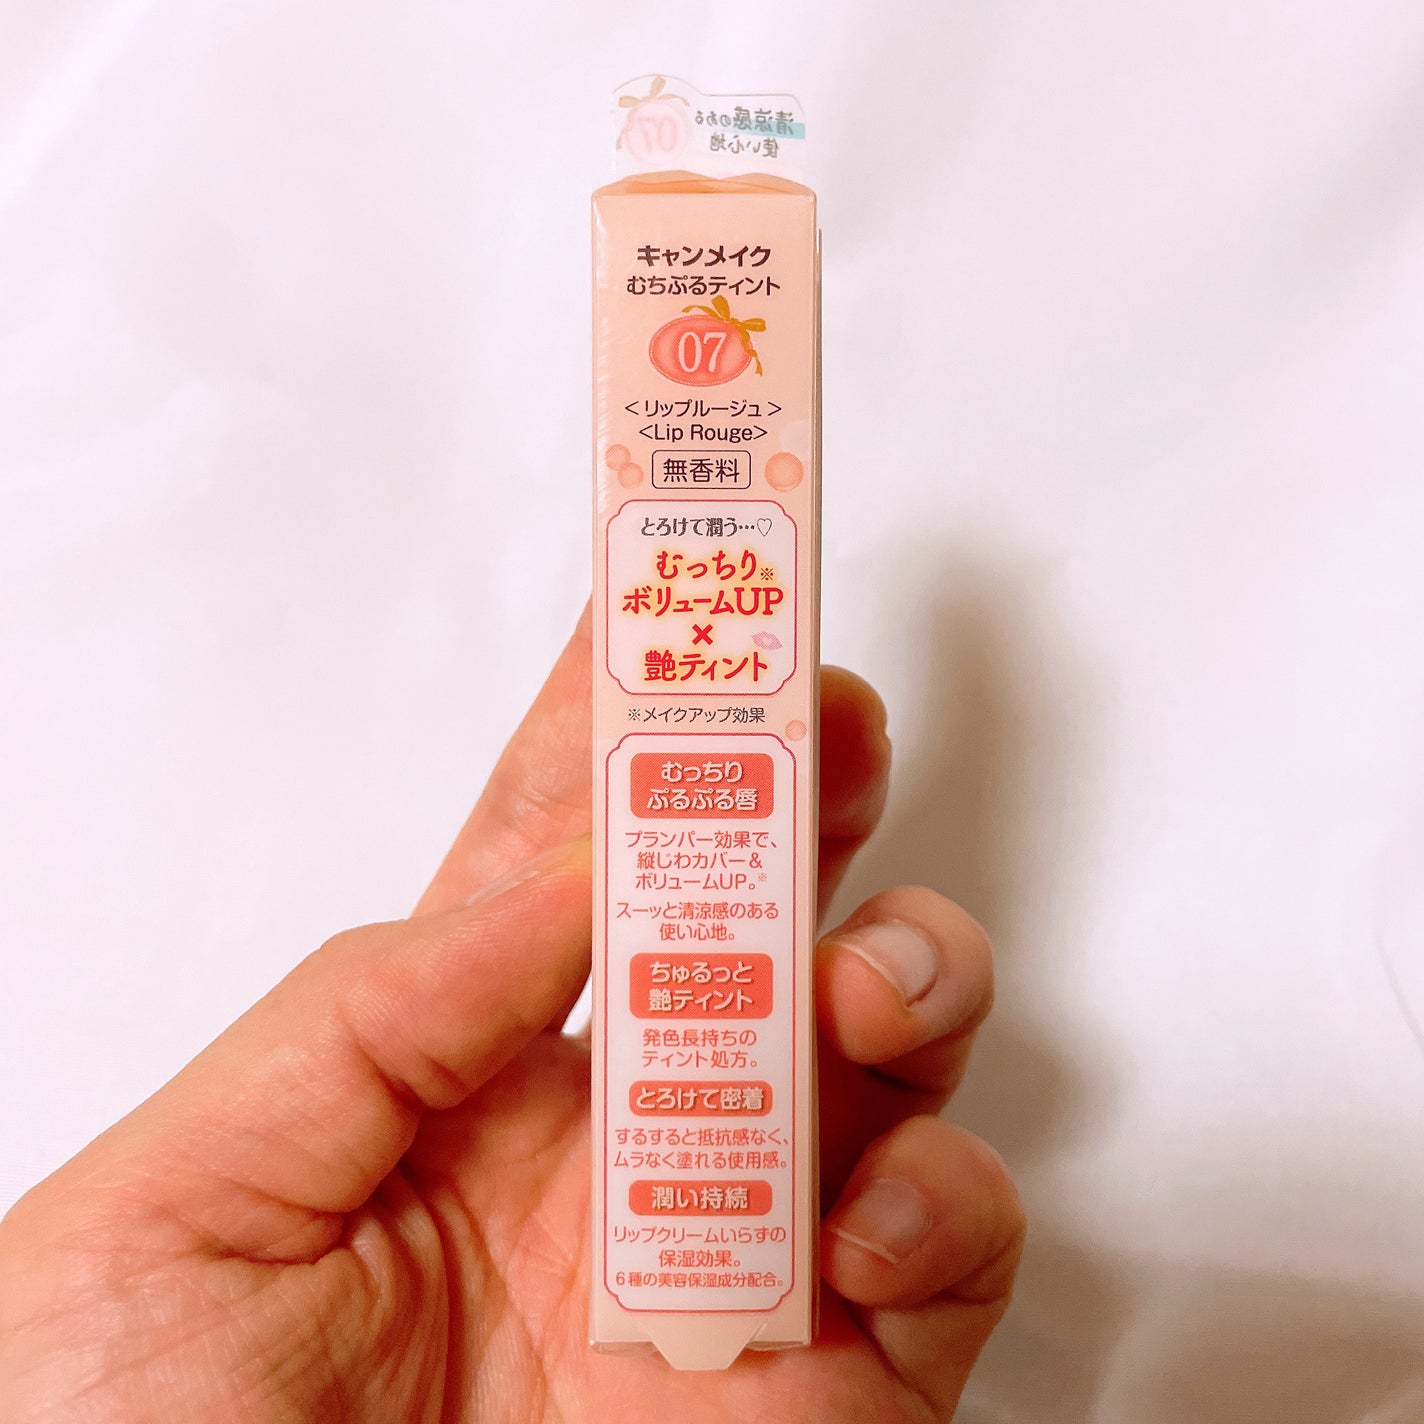 清涼感のある
07
使い心地
キャンメイク
むちぷるティント
07
＜リップルージュ＞
<Lip Rouge>
無香料
とろけて潤う…♡
むっちり※
ボリュームUP
×
艶ティント
※メイクアップ効果
むっちり
ぷるぷる唇
プランパー効果で、
縦じわカバー＆
ボリュームUP。※
スーッと清涼感のある
使い心地。
ちゅるっと
艶ティント
発色長持ちの
ティント処方。
とろけて密着
するすると抵抗感なく、
ムラなく塗れる使用感。
潤い持続
リップクリームいらずの
保湿効果。
6種の美容保湿成分配合。